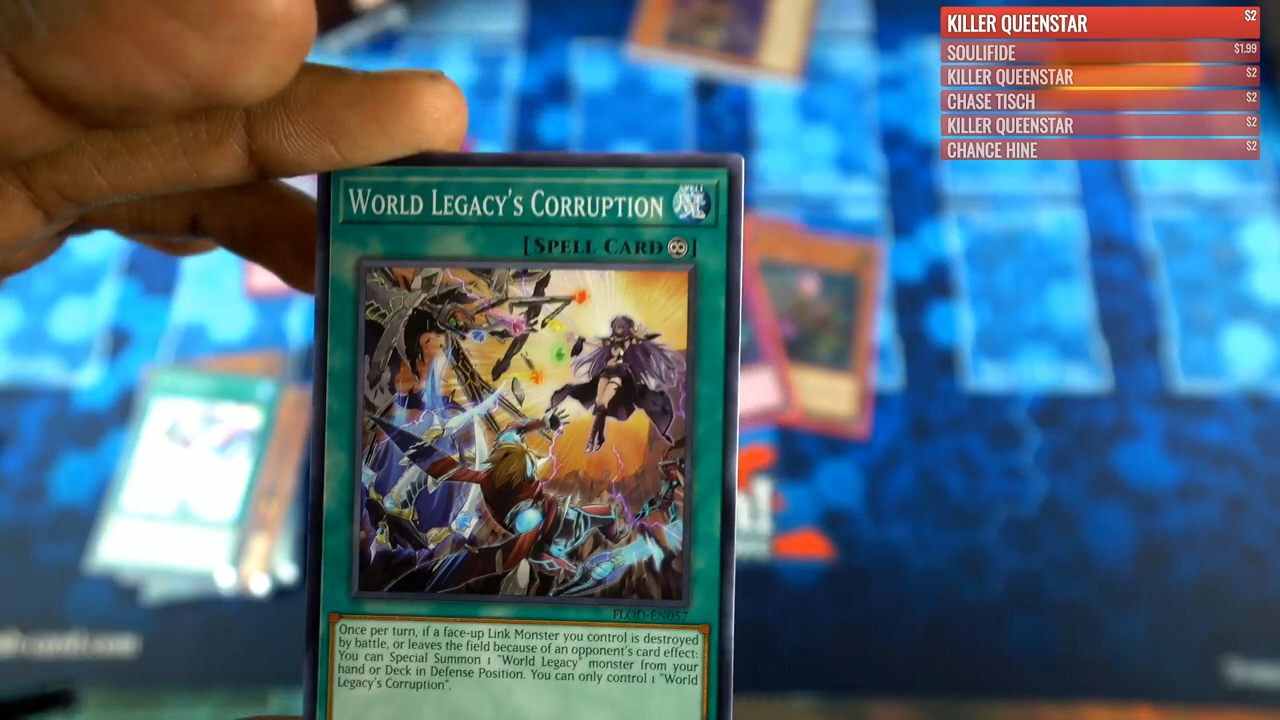 KILLER QUEENSTAR $2
SOULIFIDE $1.99
KILLER QUEENSTAR $2
CHASE TISCH $2
KILLER QUEENSTAR $2
CHANCE HINE $2
WORLD LEGACY'S CORRUPTION SPELL
[SPELL CARD ]
FLOD-EN057
Once per turn, if a face-up Link Monster you control is destroyed
by battle, or leaves the field because of an opponent's card effect:
You can Special Summon 1 "World Legacy" monster from your
hand or Deck in Defense Position. You can only control 1 "World
Legacy's Corruption".